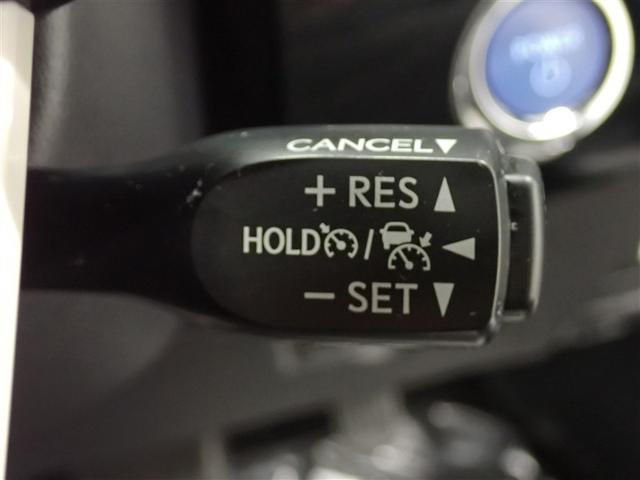 CANCEL▼
+ RES ▲
HOLD / ◀
− SET ▼